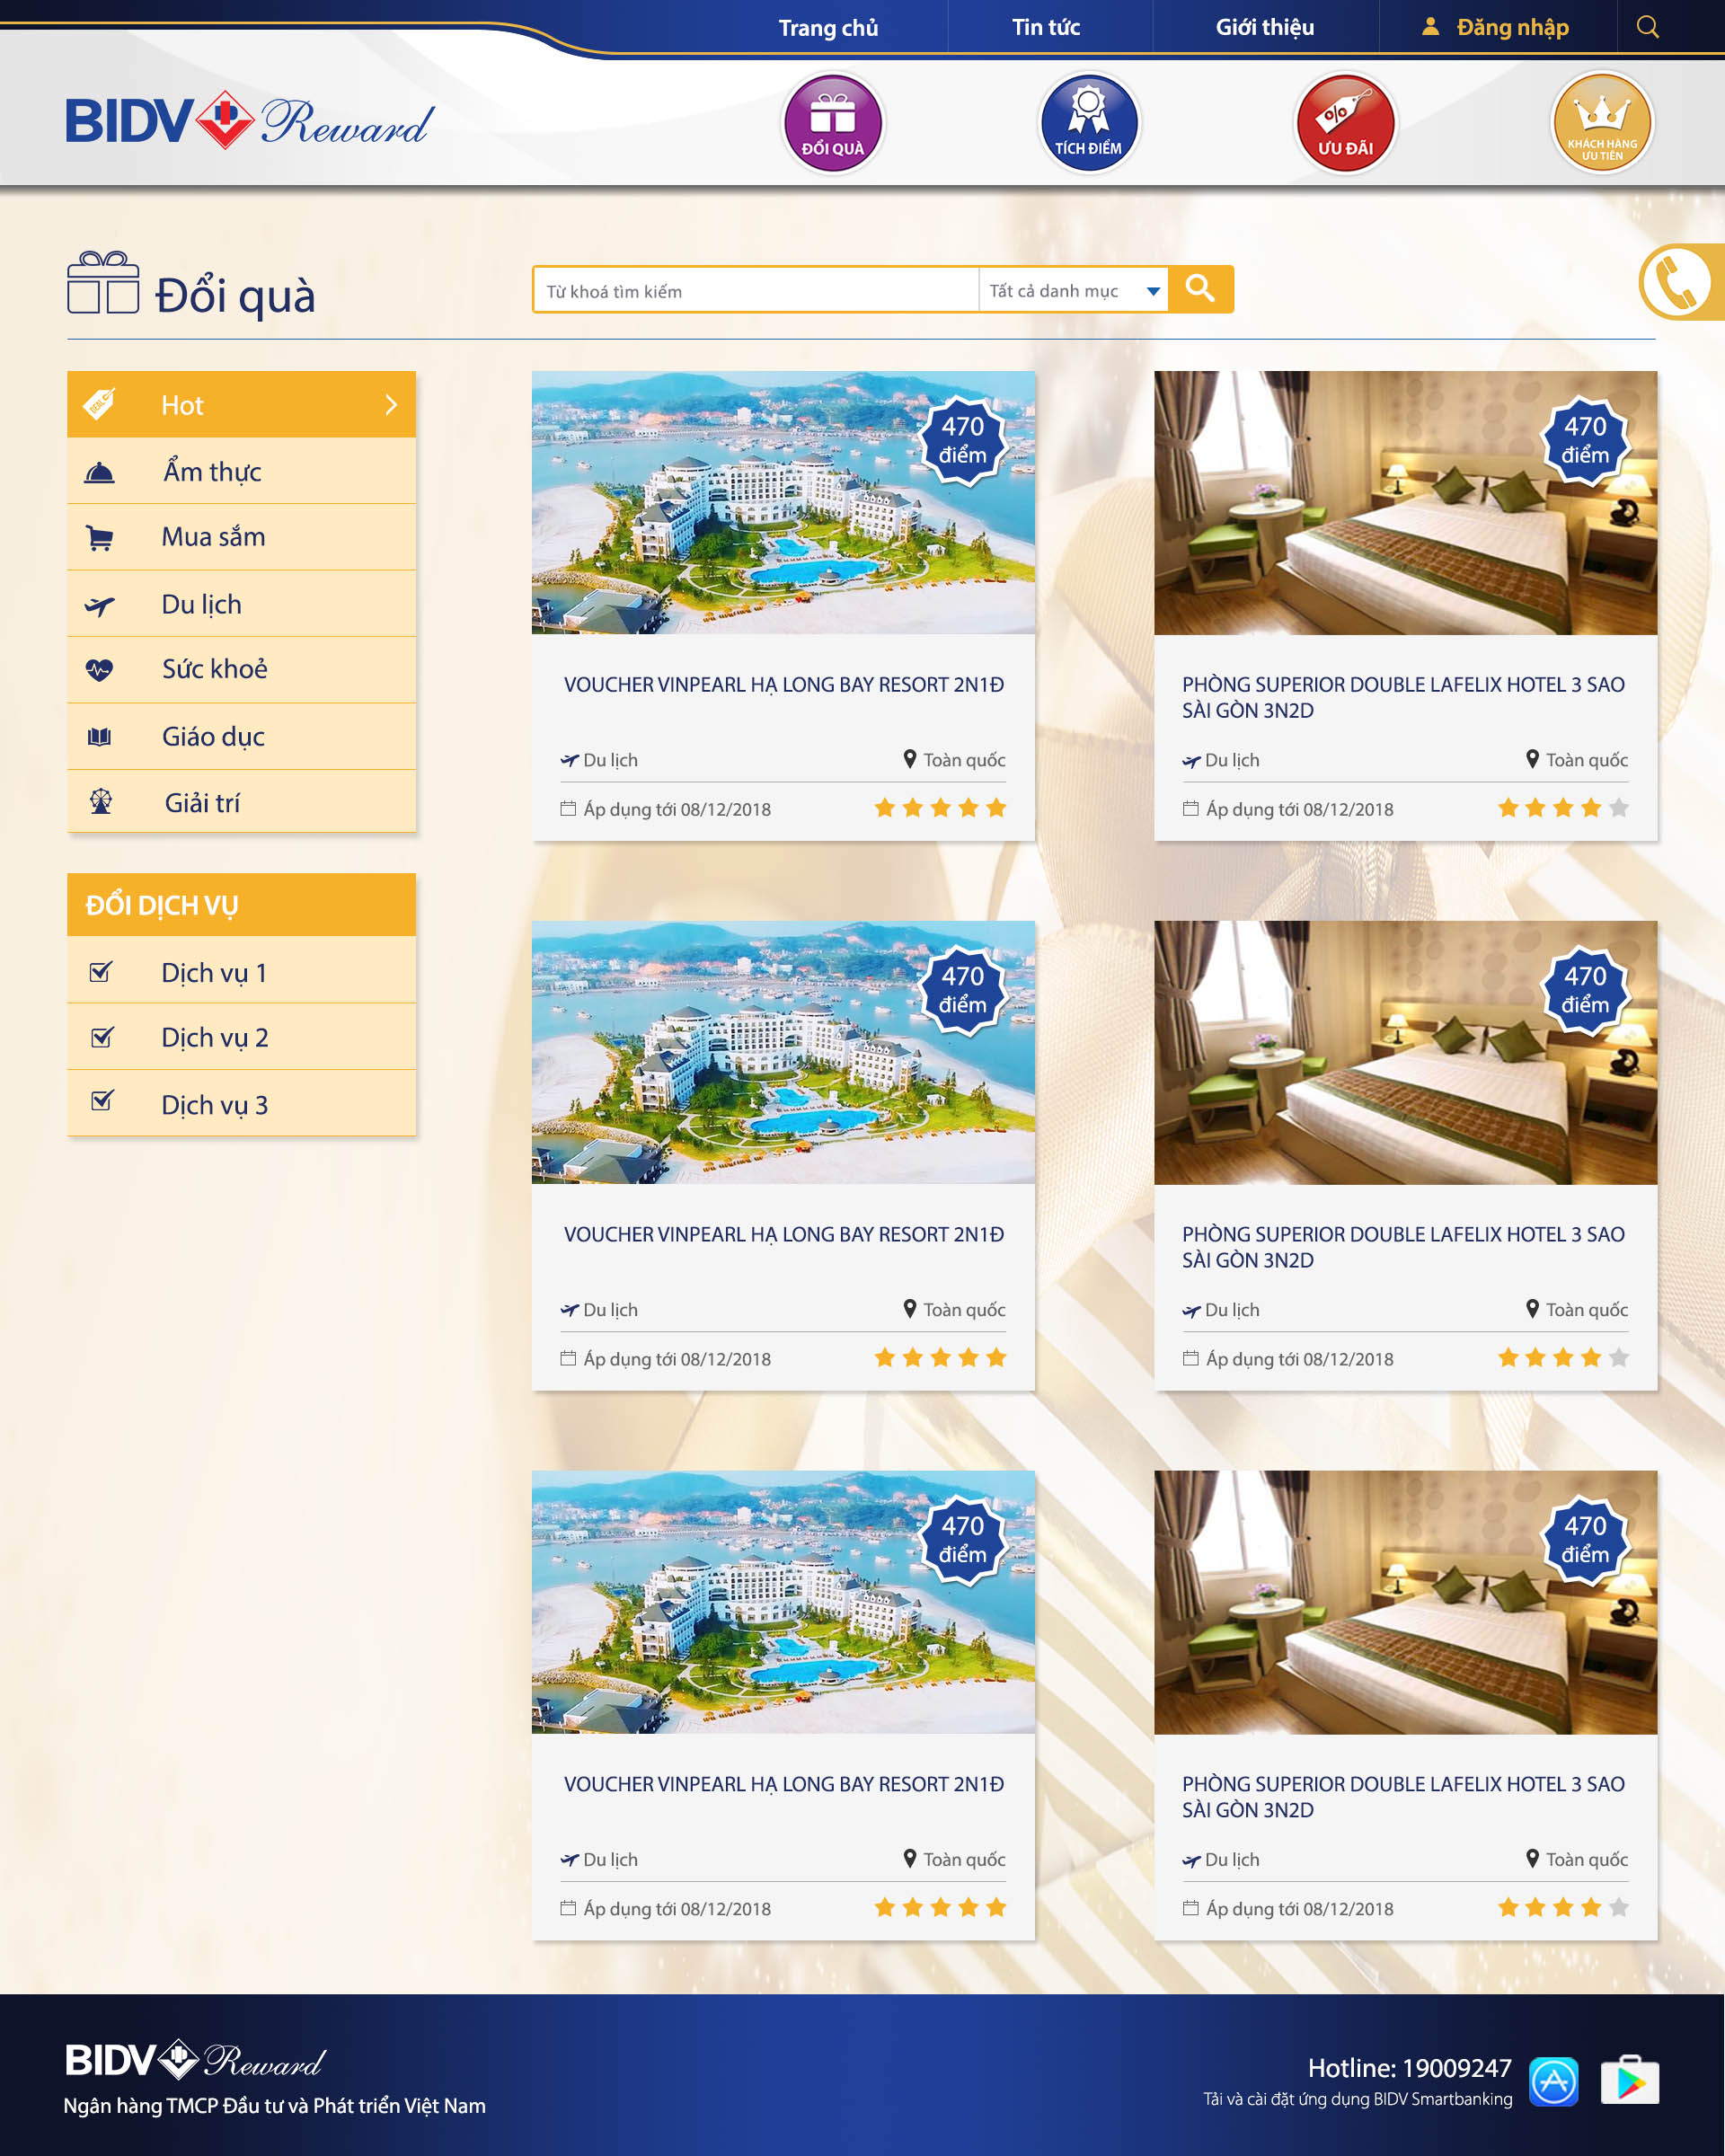 Trang chủ
Tin tức
Giới thiệu
Đăng nhập
BIDV Reward
ĐỔI QUÀ
TÍCH ĐIỂM
%
ƯU ĐÃI
KHÁCH HÀNG
ƯU TIÊN
Đổi quà
Từ khoá tìm kiếm
Tất cả danh mục
Hot
Ẩm thực
Mua sắm
Du lịch
Sức khoẻ
Giáo dục
Giải trí
ĐỔI DỊCH VỤ
Dịch vụ 1
Dịch vụ 2
Dịch vụ 3
470
điểm
VOUCHER VINPEARL HẠ LONG BAY RESORT 2N1Đ
Du lịch
Toàn quốc
Áp dụng tới 08/12/2018
470
điểm
PHÒNG SUPERIOR DOUBLE LAFELIX HOTEL 3 SAO
SÀI GÒN 3N2D
Du lịch
Toàn quốc
Áp dụng tới 08/12/2018
470
điểm
VOUCHER VINPEARL HẠ LONG BAY RESORT 2N1Đ
Du lịch
Toàn quốc
Áp dụng tới 08/12/2018
470
điểm
PHÒNG SUPERIOR DOUBLE LAFELIX HOTEL 3 SAO
SÀI GÒN 3N2D
Du lịch
Toàn quốc
Áp dụng tới 08/12/2018
470
điểm
VOUCHER VINPEARL HẠ LONG BAY RESORT 2N1Đ
Du lịch
Toàn quốc
Áp dụng tới 08/12/2018
470
điểm
PHÒNG SUPERIOR DOUBLE LAFELIX HOTEL 3 SAO
SÀI GÒN 3N2D
Du lịch
Toàn quốc
Áp dụng tới 08/12/2018
BIDV Reward
Ngân hàng TMCP Đầu tư và Phát triển Việt Nam
Hotline: 19009247
Tải và cài đặt ứng dụng BIDV Smartbanking